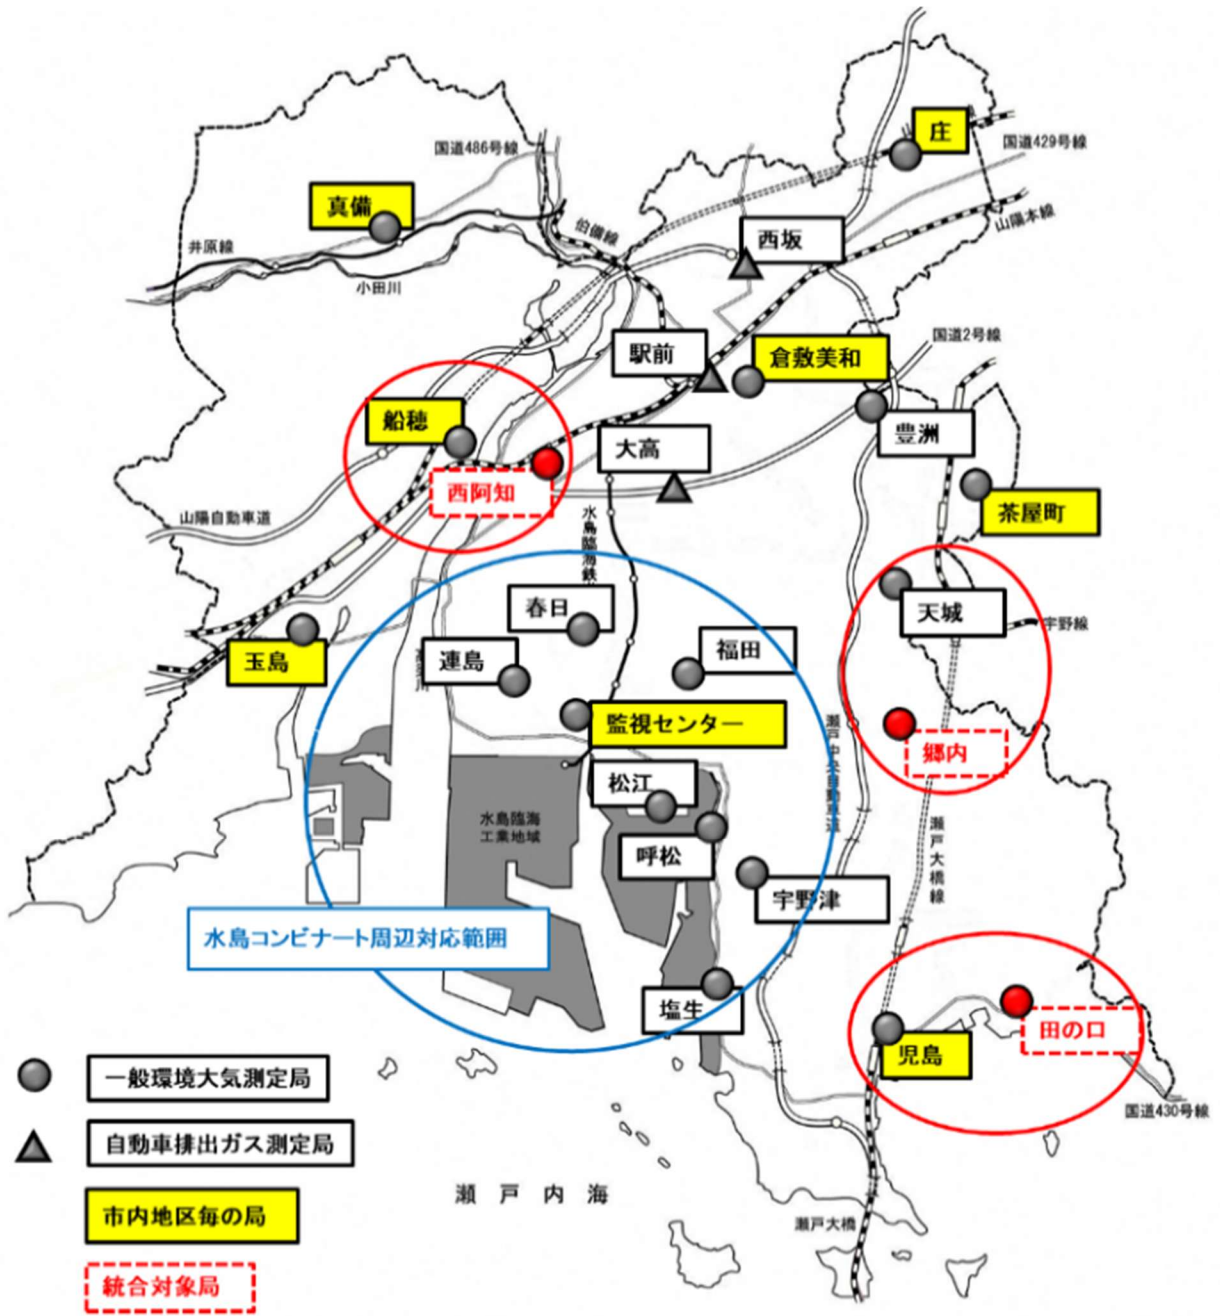 庄
国道429号線
国道486号線
真備
山陽本線
伯備線
西坂
井原線
小田川
国道2号線
駅前
倉敷美和
船穂
豊洲
大高
西阿知
茶屋町
山陽自動車道
水島臨海鉄
春日
天城
宇野線
福田
連島
玉島
監視センター
瀬戸中央自動車道
郷内
松江
水島臨海
工業地域
呼松
瀬戸大橋線
宇野津
水島コンビナート周辺対応範囲
塩生
田の口
児島
一般環境大気測定局
国道430号線
自動車排出ガス測定局
瀬戸内海
市内地区毎の局
瀬戸大橋
統合対象局